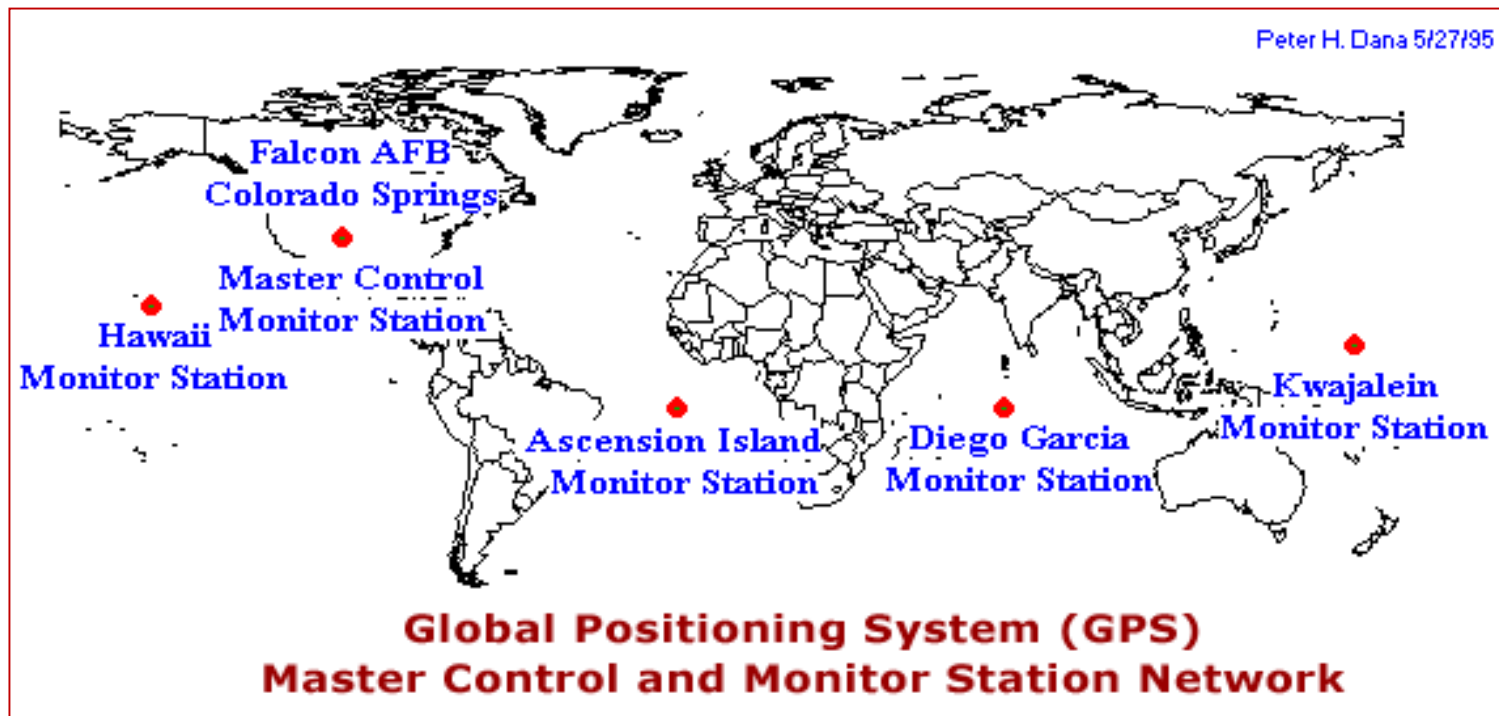 Peter H. Dana 5/27/95
Falcon AFB
Colorado Springs
Master Control
Monitor Station
Hawaii
Monitor Station
Ascension Island
Monitor Station
Diego Garcia
Monitor Station
Kwajalein
Monitor Station
Global Positioning System (GPS)
Master Control and Monitor Station Network